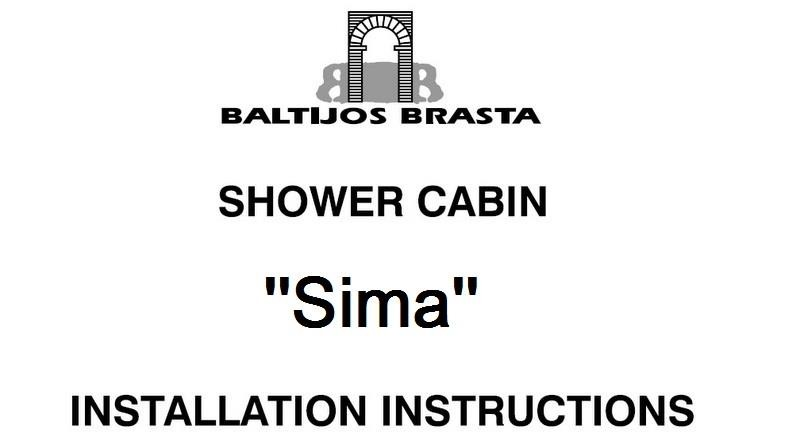 BALTIJOS BRASTA
SHOWER CABIN
"Sima"
INSTALLATION INSTRUCTIONS